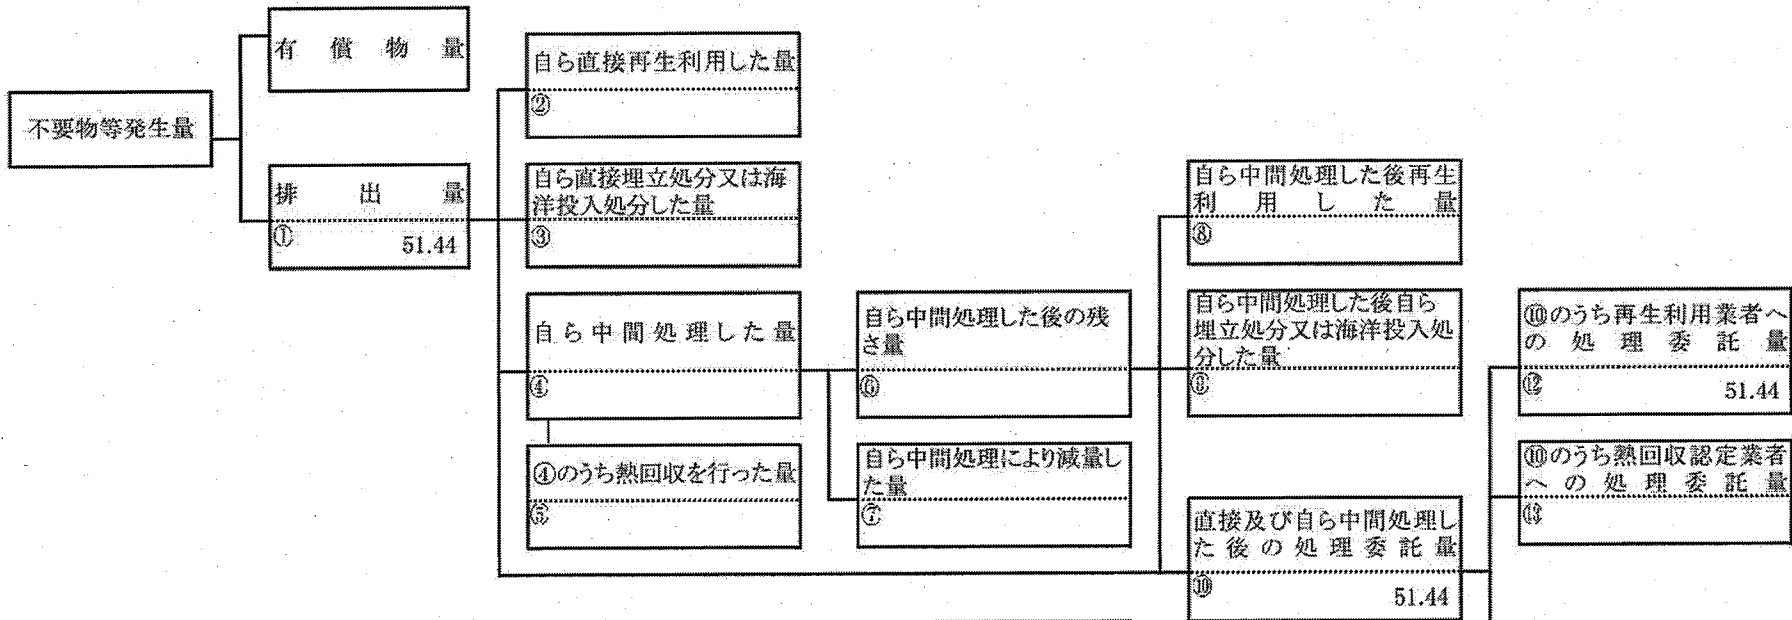 有償物量
自ら直接再生利用した量
②
不要物等発生量
排出量
①
51.44
自ら直接埋立処分又は海
洋投入処分した量
③
自ら中間処理した後再生
利用した量
⑧
自ら中間処理した量
④
自ら中間処理した後の残
さ量
⑥
自ら中間処理した後自ら
埋立処分又は海洋投入処
分した量
⑨
⑩のうち再生利用業者へ
の処理委託量
⑫
51.44
④のうち熱回収を行った量
⑤
自ら中間処理により減量し
た量
⑦
⑩のうち熱回収認定業者
への処理委託量
⑬
直接及び自ら中間処理し
た後の処理委託量
⑩
51.44